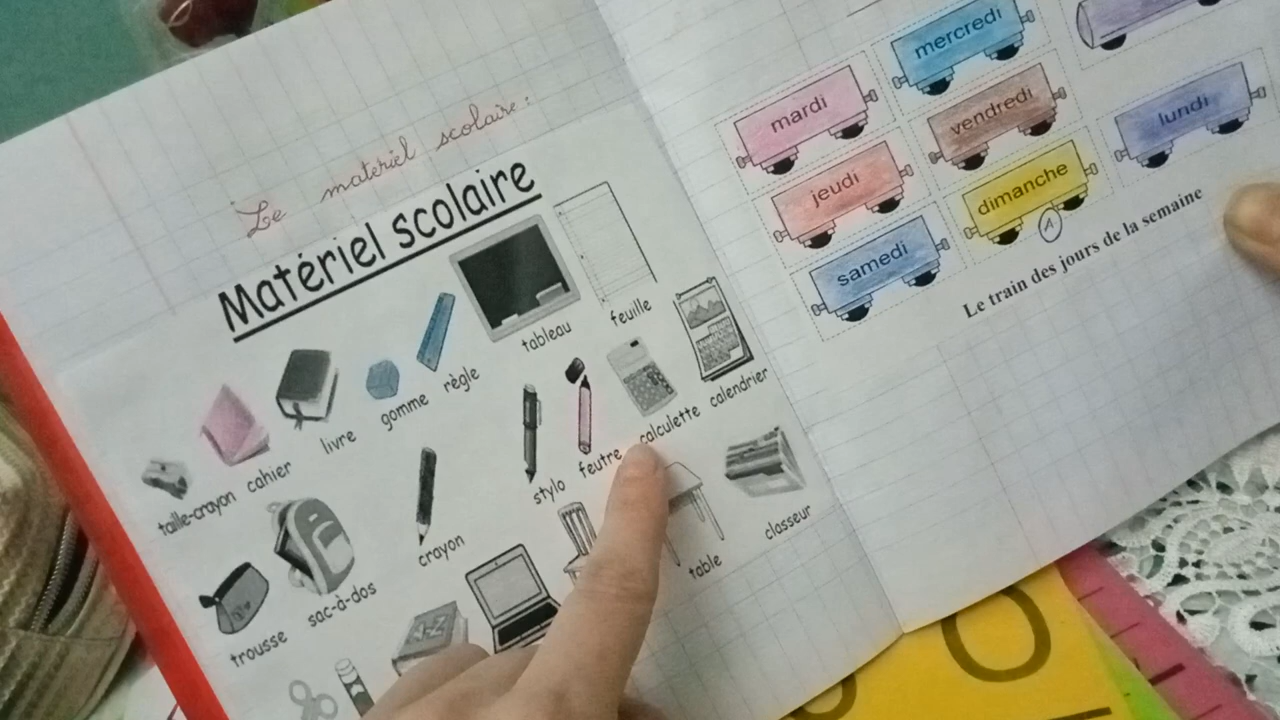 Le matériel scolaire :
Matériel scolaire
taille-crayon
cahier
livre
gomme
règle
tableau
feuille
trousse
sac-à-dos
crayon
stylo
feutre
calculette
calendrier
table
classeur
A-Z
mardi
mercredi
jeudi
vendredi
lundi
samedi
dimanche
A
Le train des jours de la semaine